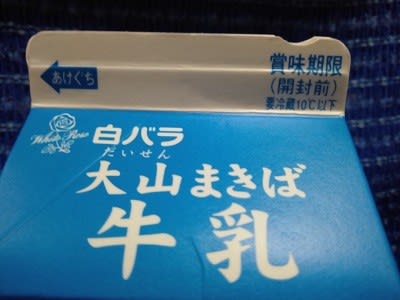 あけぐち
賞味期限
(開封前)
要冷蔵10℃以下
White Rose
白バラ
だいせん
大山まきば
牛乳